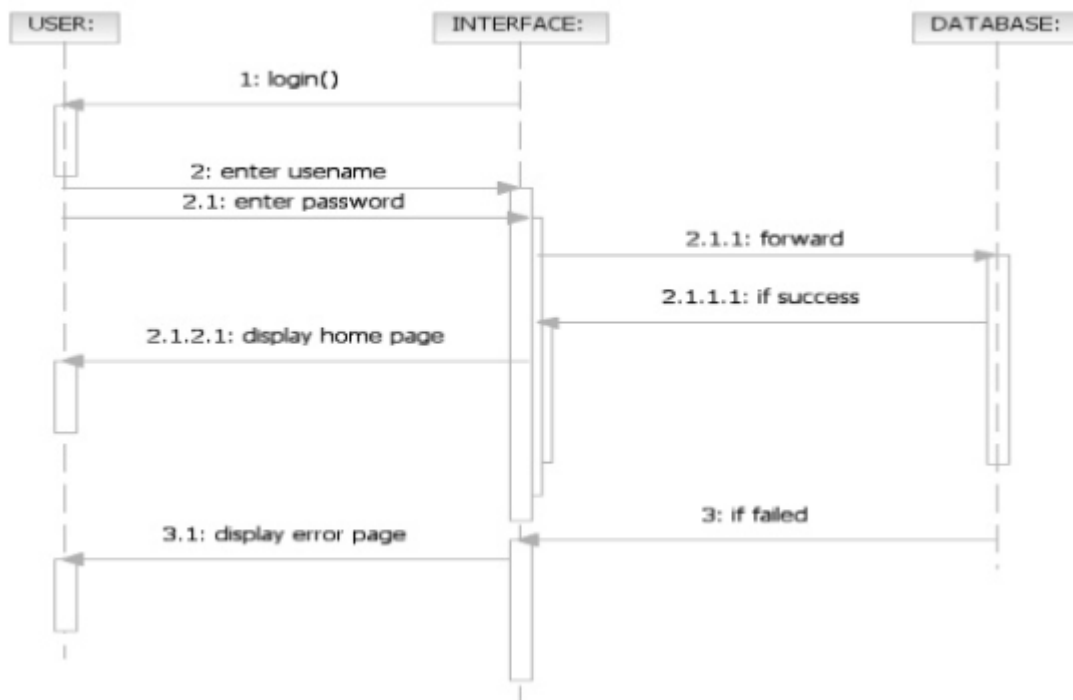 USER:
INTERFACE:
DATABASE:
1: login()
2: enter usename
2.1: enter password
2.1.1: forward
2.1.1.1: if success
2.1.2.1: display home page
3: if failed
3.1: display error page